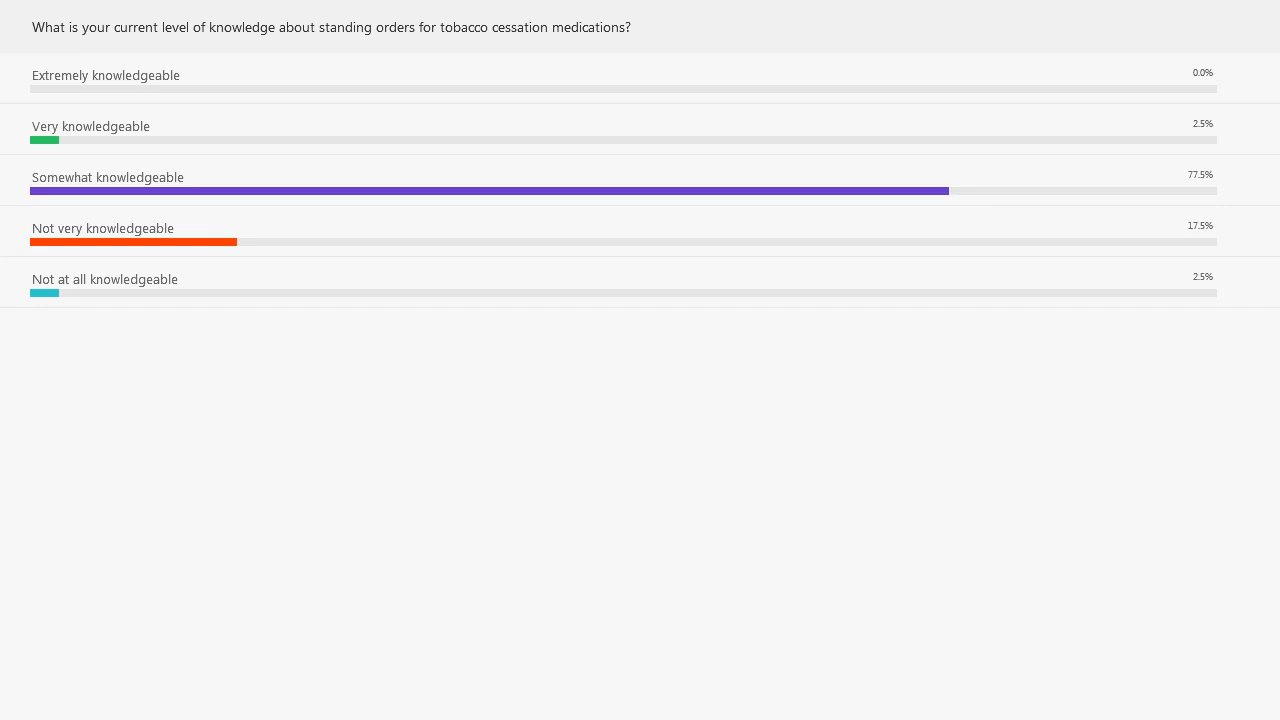 What is your current level of knowledge about standing orders for tobacco cessation medications?
Extremely knowledgeable 0.0%
Very knowledgeable 2.5%
Somewhat knowledgeable 77.5%
Not very knowledgeable 17.5%
Not at all knowledgeable 2.5%